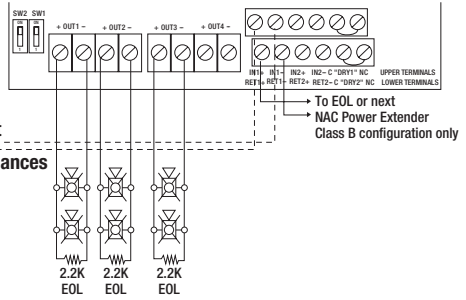 SW2 SW1
ON ON
+ OUT1 − + OUT2 − + OUT3 − + OUT4 −
IN1+ IN1− IN2+ IN2− C "DRY1" NC UPPER TERMINALS
RET1+ RET1− RET2+ RET2− C "DRY2" NC LOWER TERMINALS
To EOL or next
NAC Power Extender
Class B configuration only
ances
2.2K 2.2K 2.2K
EOL EOL EOL